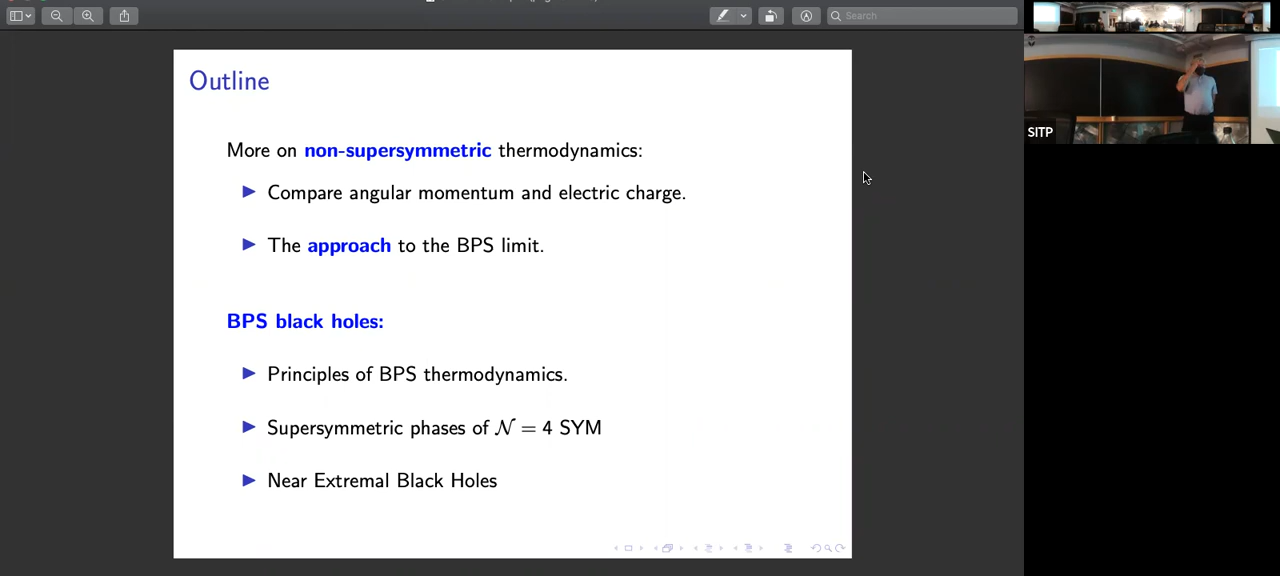 Search
Outline
More on non-supersymmetric thermodynamics:
▶ Compare angular momentum and electric charge.
▶ The approach to the BPS limit.
BPS black holes:
▶ Principles of BPS thermodynamics.
▶ Supersymmetric phases of 𝒩 = 4 SYM
▶ Near Extremal Black Holes
SITP